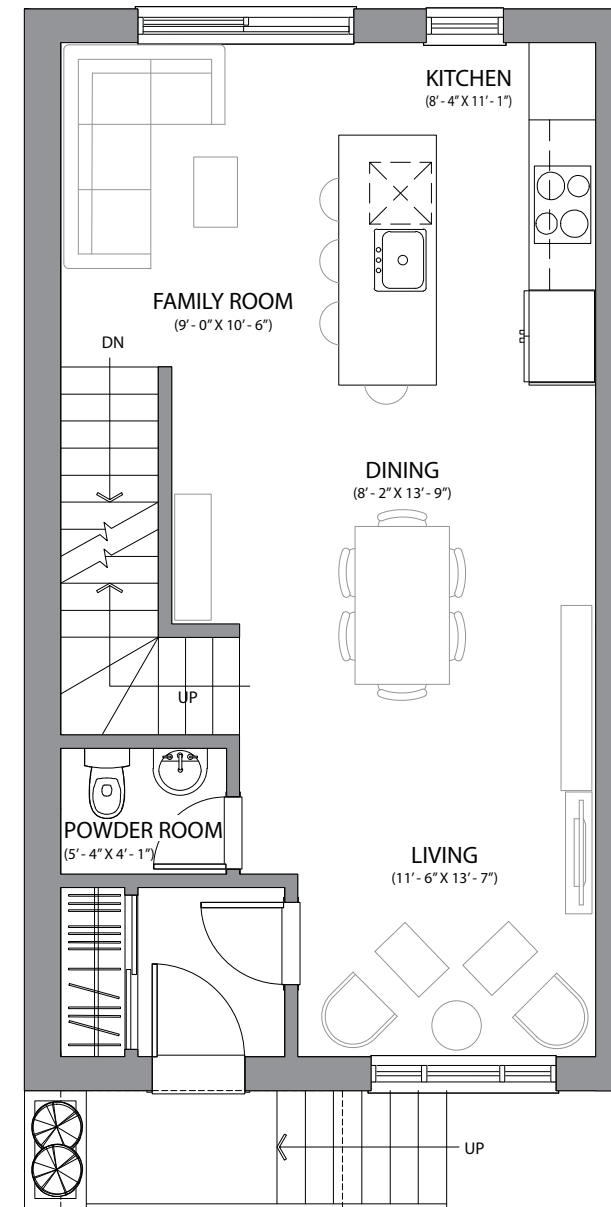 KITCHEN
(8' - 4" X 11' - 1")
FAMILY ROOM
(9' - 0" X 10' - 6")
DN
DINING
(8' - 2" X 13' - 9")
UP
POWDER ROOM
(5' - 4" X 4' - 1")
LIVING
(11' - 6" X 13' - 7")
UP